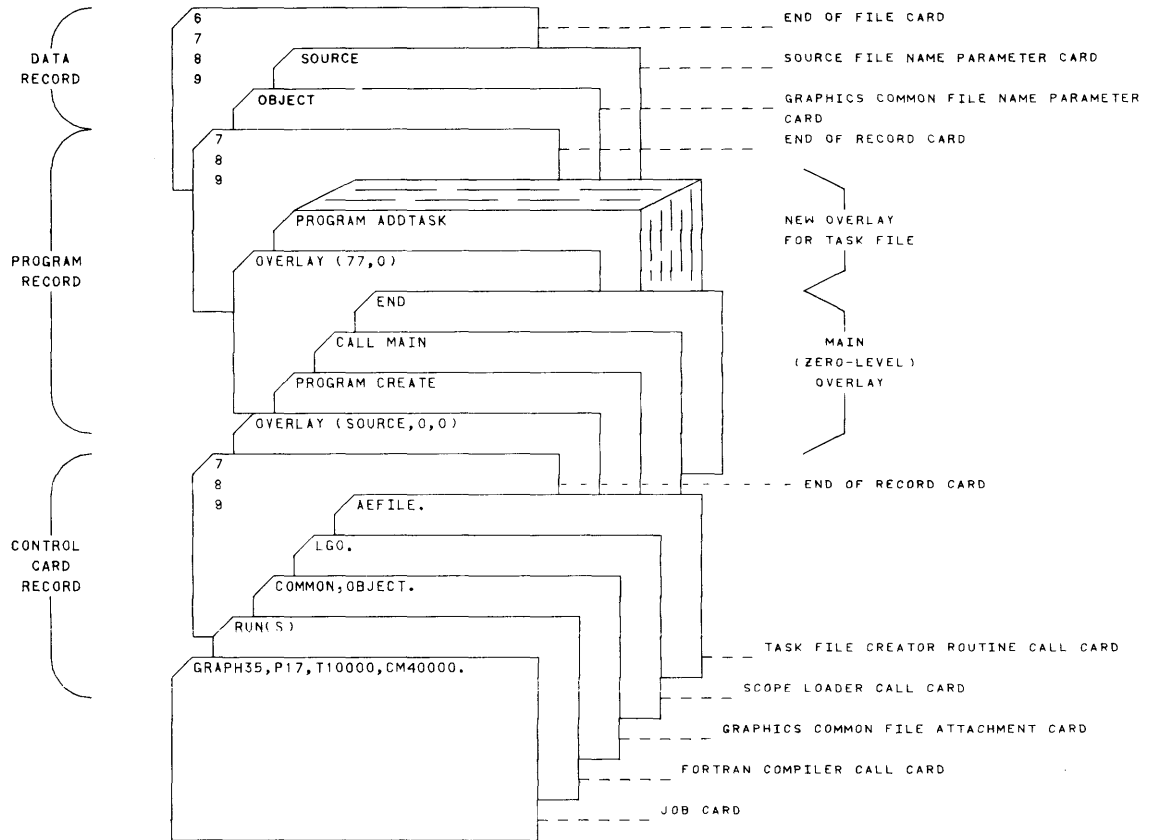 6
7
8
9
END OF FILE CARD
DATA
RECORD
SOURCE
SOURCE FILE NAME PARAMETER CARD
OBJECT
GRAPHICS COMMON FILE NAME PARAMETER
CARD
7
8
9
END OF RECORD CARD
PROGRAM
RECORD
PROGRAM ADDTASK
NEW OVERLAY
FOR TASK FILE
OVERLAY (77,0)
END
CALL MAIN
MAIN
(ZERO-LEVEL)
OVERLAY
PROGRAM CREATE
OVERLAY (SOURCE,0,0)
7
8
9
END OF RECORD CARD
CONTROL
CARD
RECORD
AEFILE.
LGO.
COMMON,OBJECT.
RUN(S)
GRAPH35,P17,T10000,CM40000.
TASK FILE CREATOR ROUTINE CALL CARD
SCOPE LOADER CALL CARD
GRAPHICS COMMON FILE ATTACHMENT CARD
FORTRAN COMPILER CALL CARD
JOB CARD